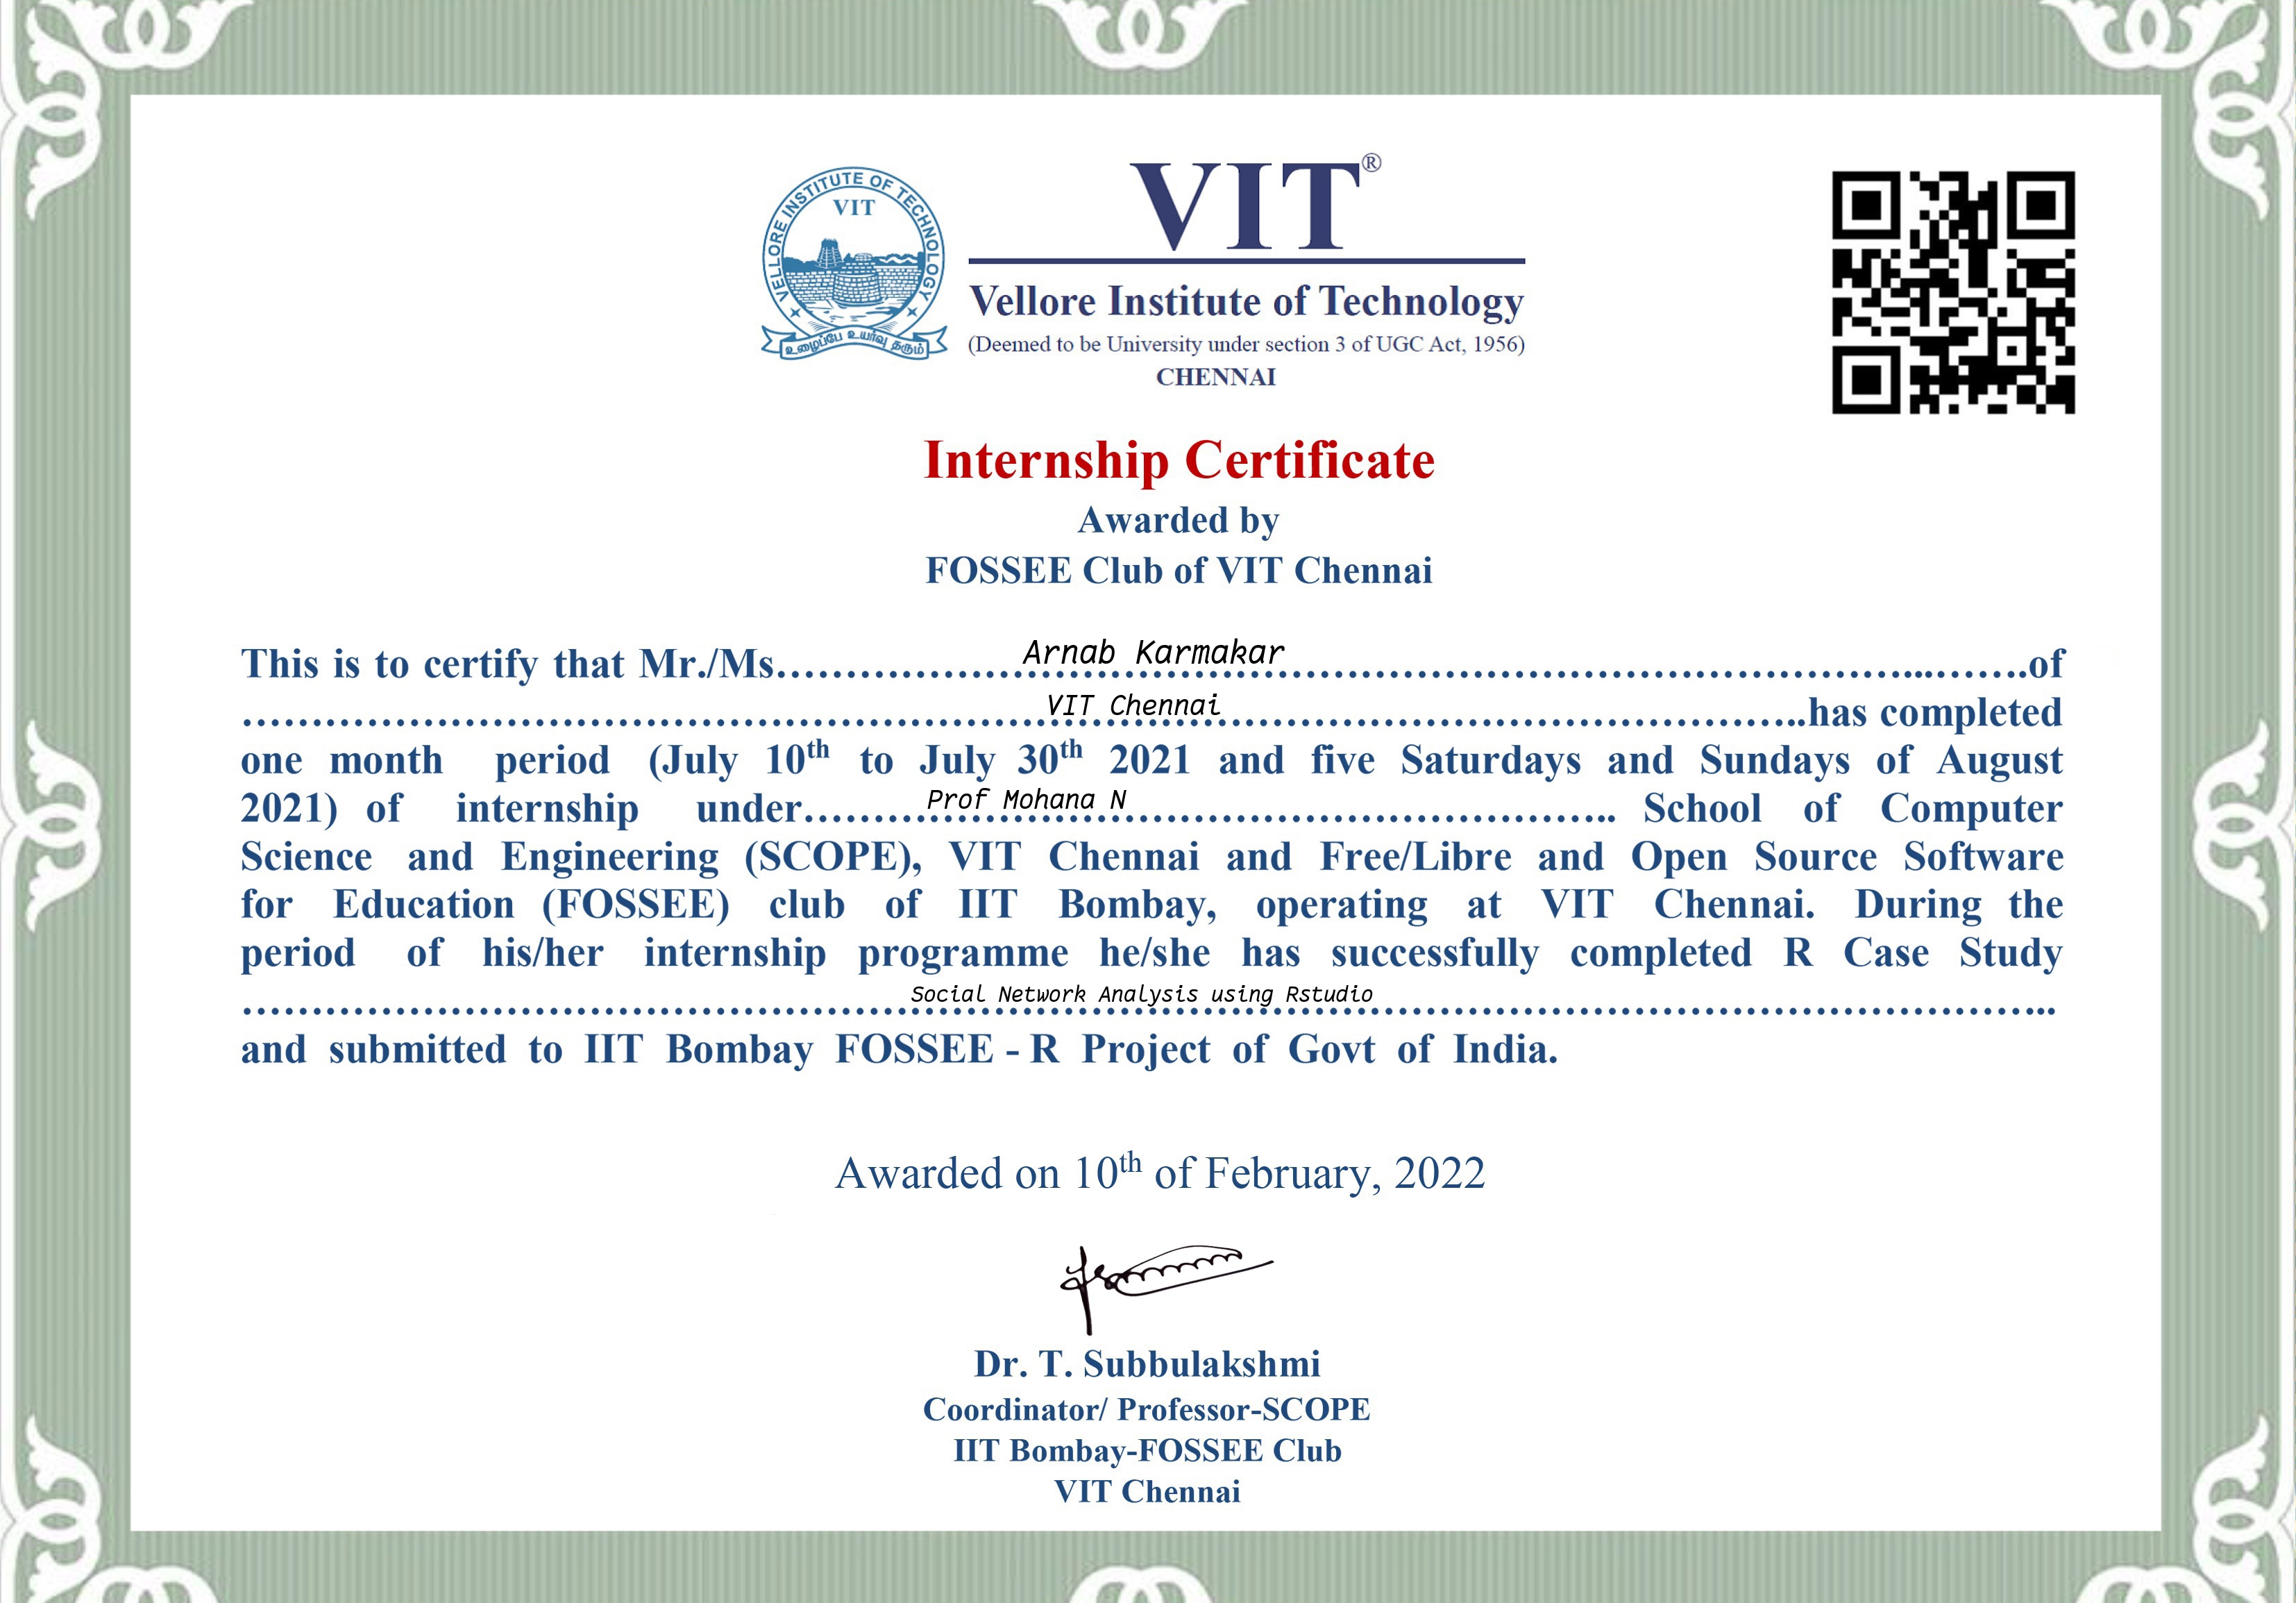 VELLORE INSTITUTE OF TECHNOLOGY
VIT
உழைப்பே உயர்வு தரும்
VIT®
Vellore Institute of Technology
(Deemed to be University under section 3 of UGC Act, 1956)
CHENNAI
Internship Certificate
Awarded by
FOSSEE Club of VIT Chennai
This is to certify that Mr./Ms.......Arnab Karmakar.......of
.......VIT Chennai.......has completed
one month period (July 10th to July 30th 2021 and five Saturdays and Sundays of August
2021) of internship under.......Prof Mohana N....... School of Computer
Science and Engineering (SCOPE), VIT Chennai and Free/Libre and Open Source Software
for Education (FOSSEE) club of IIT Bombay, operating at VIT Chennai. During the
period of his/her internship programme he/she has successfully completed R Case Study
.......Social Network Analysis using Rstudio.......
and submitted to IIT Bombay FOSSEE - R Project of Govt of India.
Awarded on 10th of February, 2022
Dr. T. Subbulakshmi
Coordinator/ Professor-SCOPE
IIT Bombay-FOSSEE Club
VIT Chennai